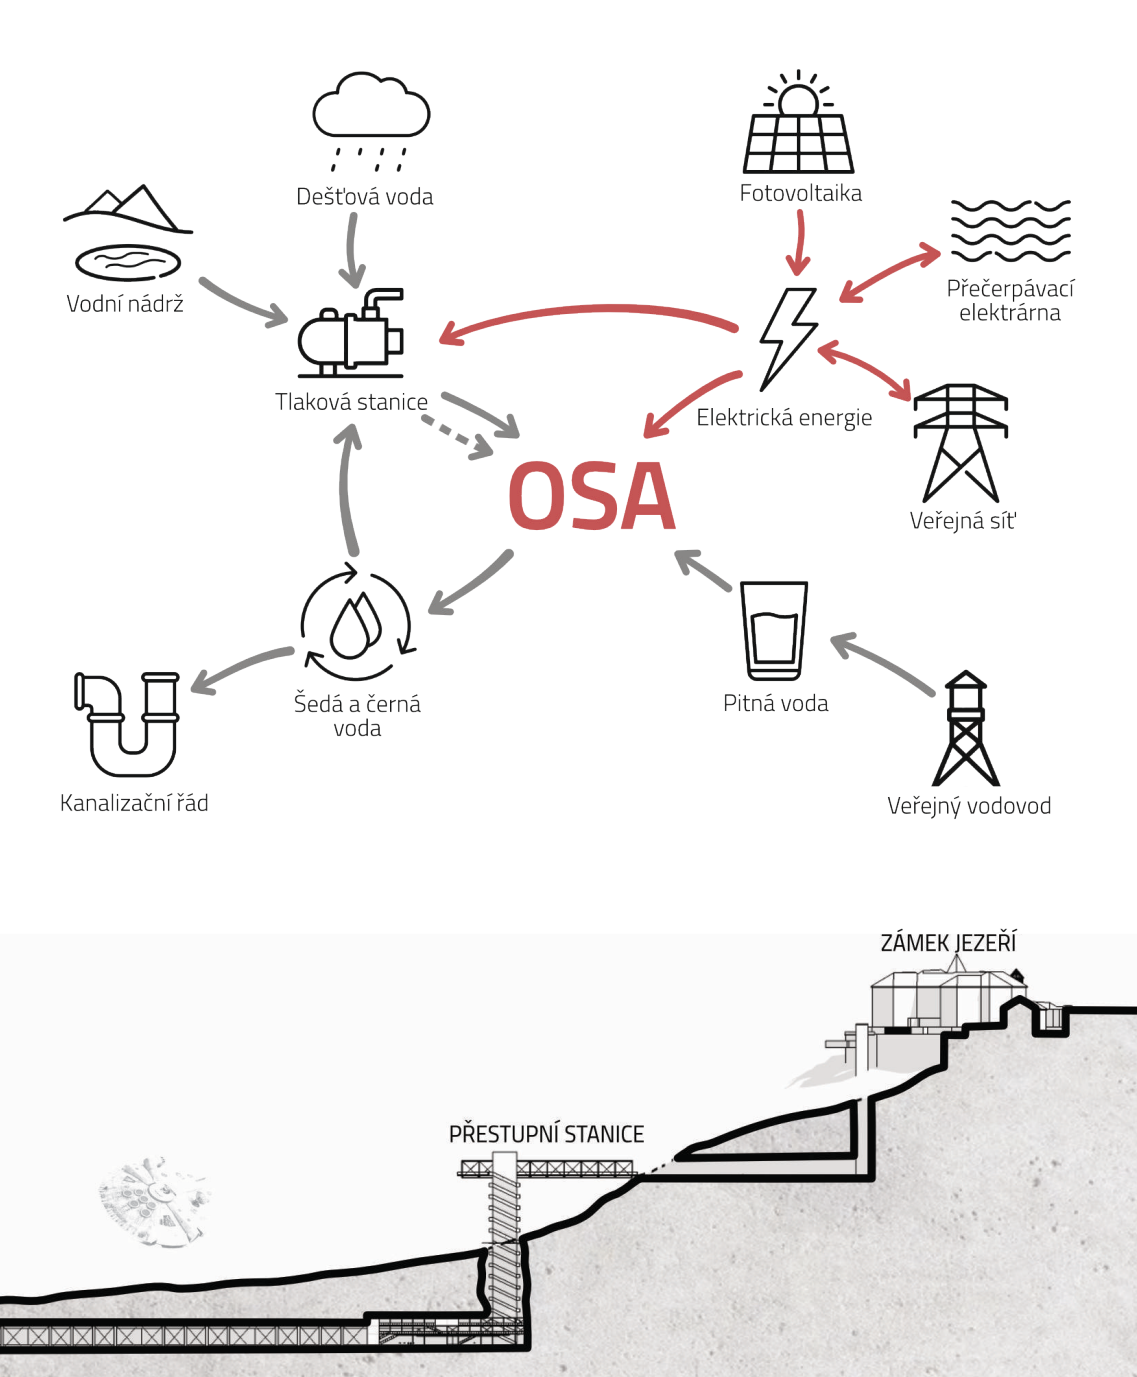 Dešťová voda
Fotovoltaika
Vodní nádrž
Přečerpávací
elektrárna
Tlaková stanice
Elektrická energie
OSA
Veřejná síť
Šedá a černá
voda
Pitná voda
Kanalizační řád
Veřejný vodovod
ZÁMEK JEZEŘÍ
PŘESTUPNÍ STANICE